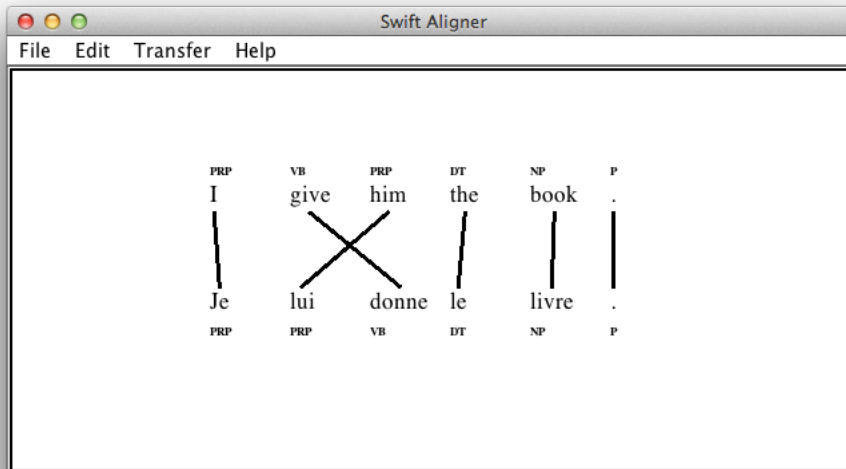 Swift Aligner
File Edit Transfer Help
PRP VB PRP DT NP P
I give him the book .
Je lui donne le livre .
PRP PRP VB DT NP P